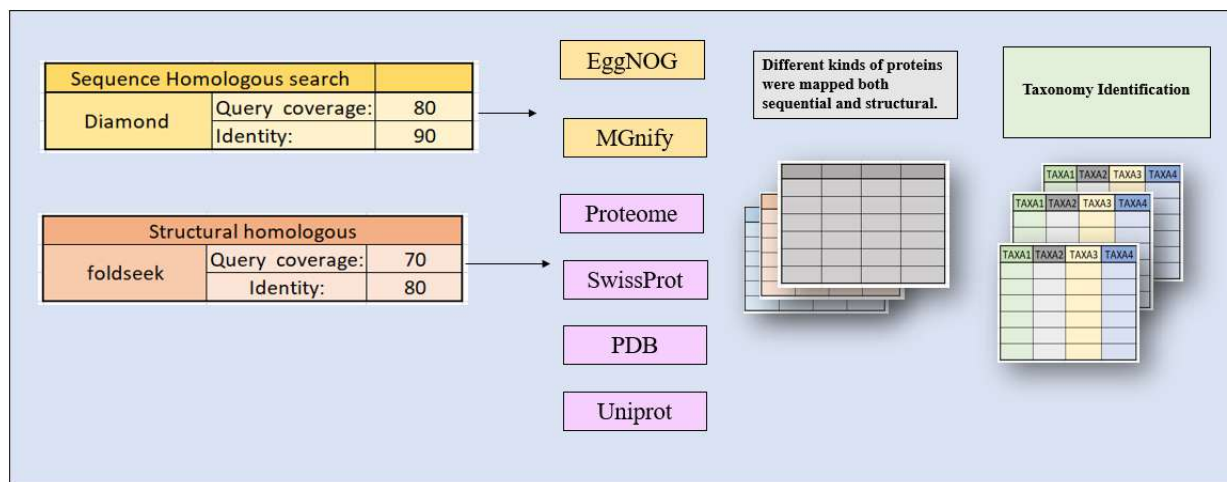 Sequence Homologous search
Diamond
Query coverage: 80
Identity: 90
Structural homologous
foldseek
Query coverage: 70
Identity: 80
EggNOG
MGnify
Proteome
SwissProt
PDB
Uniprot
Different kinds of proteins
were mapped both
sequential and structural.
Taxonomy Identification
TAXA1 TAXA2 TAXA3 TAXA4
TAXA1 TAXA2 TAXA3 TAXA4
TAXA1 TAXA2 TAXA3 TAXA4